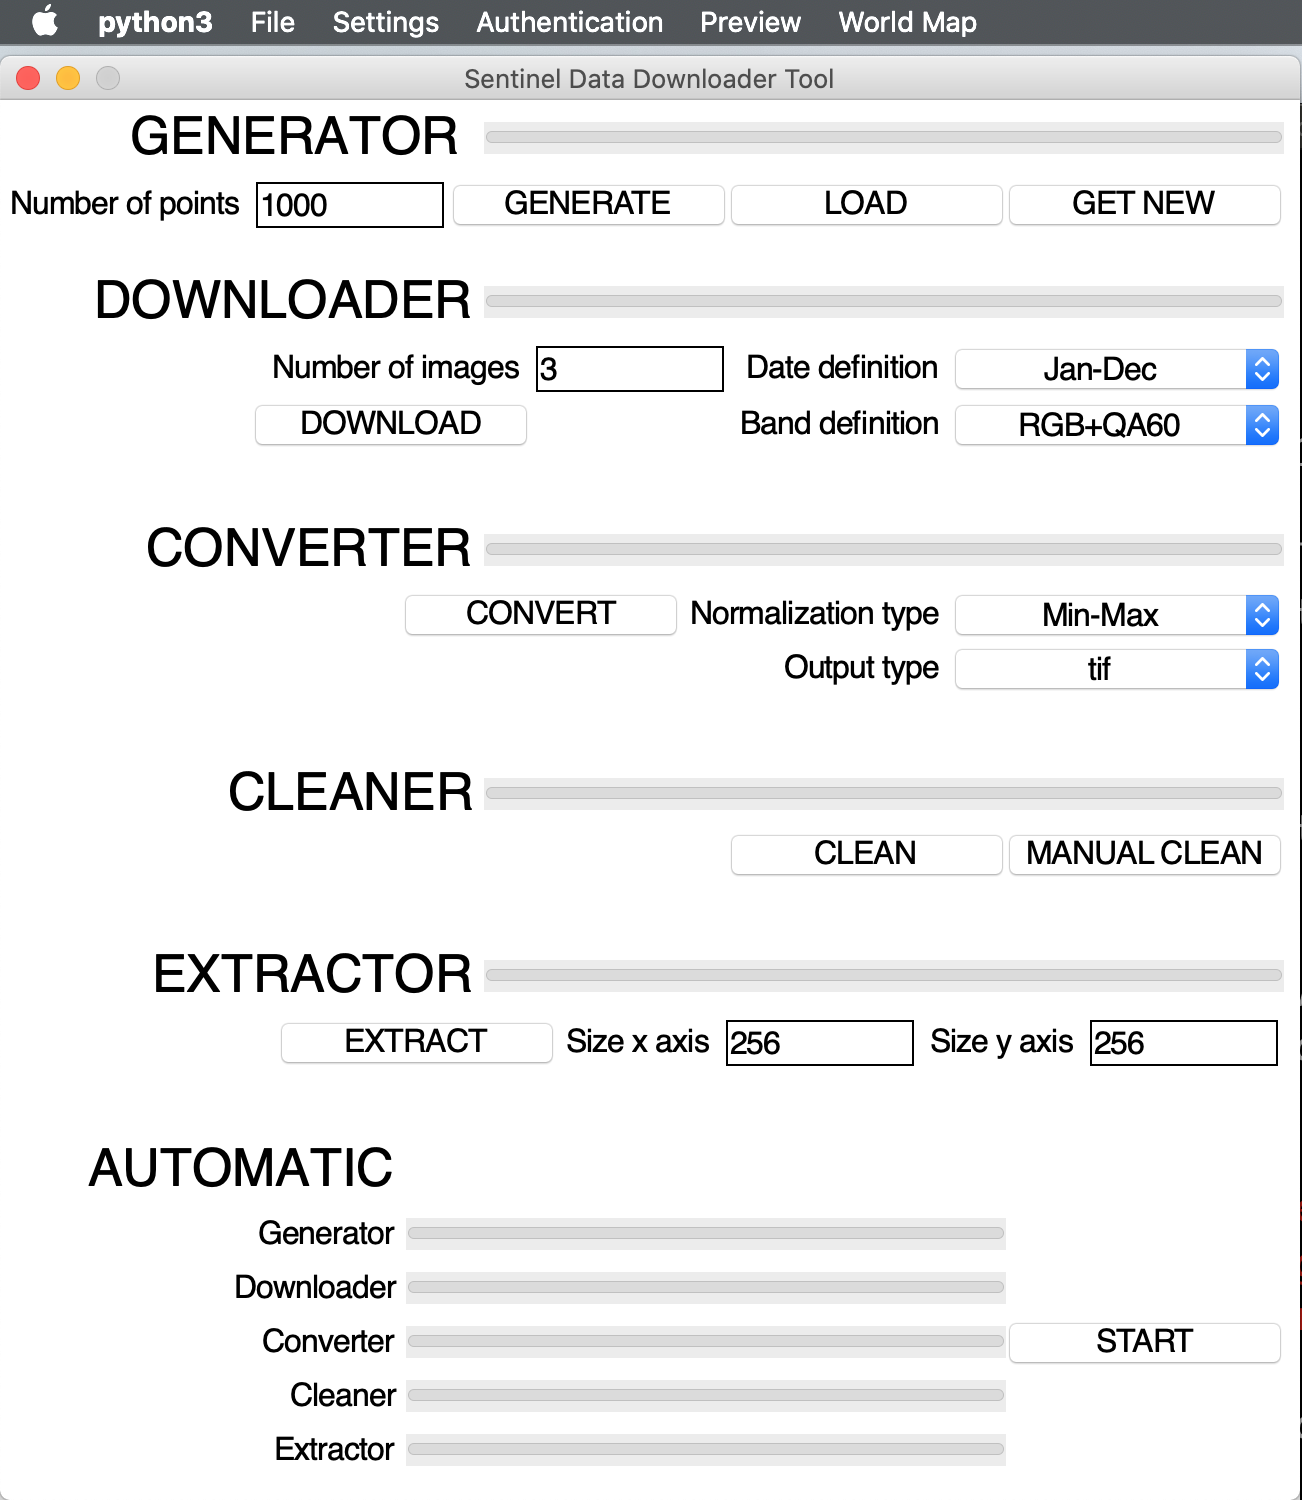 python3 File Settings Authentication Preview World Map
Sentinel Data Downloader Tool
GENERATOR
Number of points 1000 GENERATE LOAD GET NEW
DOWNLOADER
Number of images 3 Date definition Jan-Dec
DOWNLOAD Band definition RGB+QA60
CONVERTER
CONVERT Normalization type Min-Max
Output type tif
CLEANER
CLEAN MANUAL CLEAN
EXTRACTOR
EXTRACT Size x axis 256 Size y axis 256
AUTOMATIC
Generator
Downloader
Converter START
Cleaner
Extractor